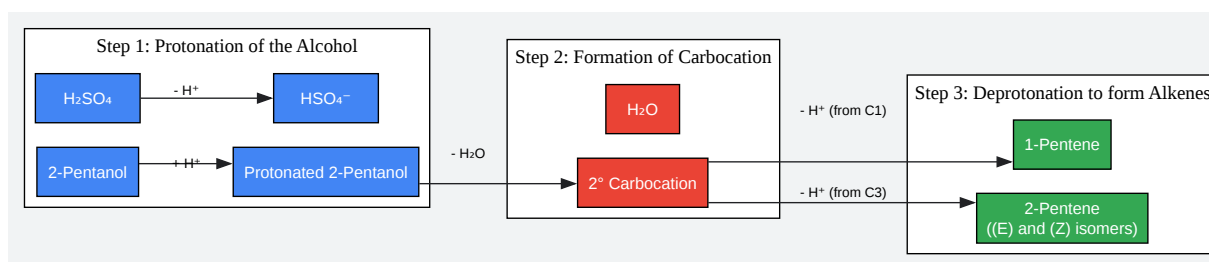 Step 1: Protonation of the Alcohol
H₂SO₄
- H⁺
HSO₄⁻
2-Pentanol
+ H⁺
Protonated 2-Pentanol
- H₂O
Step 2: Formation of Carbocation
H₂O
2° Carbocation
- H⁺ (from C1)
- H⁺ (from C3)
Step 3: Deprotonation to form Alkenes
1-Pentene
2-Pentene
((E) and (Z) isomers)